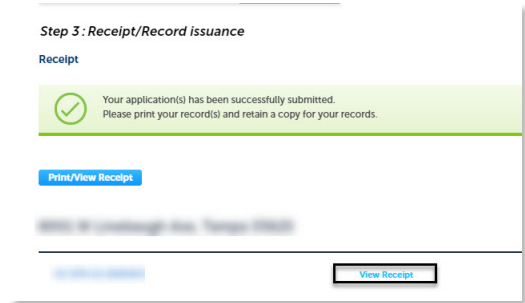 Step 3 : Receipt/Record issuance
Receipt
Your application(s) has been successfully submitted.
Please print your record(s) and retain a copy for your records.
Print/View Receipt
View Receipt